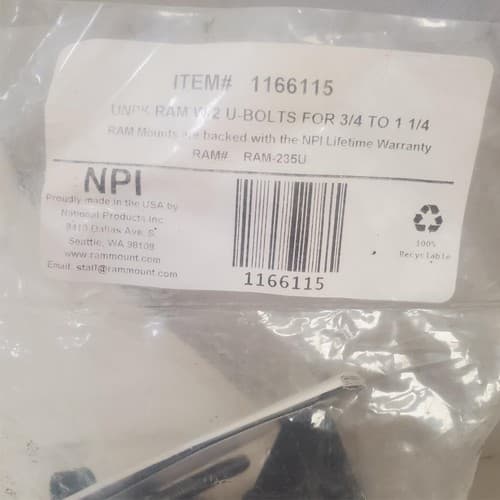 ITEM# 1166115
UNPK RAM W/2 U-BOLTS FOR 3/4 TO 1 1/4
RAM Mounts are backed with the NPI Lifetime Warranty
RAM# RAM-235U
NPI
Proudly made in the USA by
National Products Inc
8410 Dallas Ave. S.
Seattle, WA 98108
www.rammount.com
Email: staff@rammount.com
1166115
100%
Recyclable